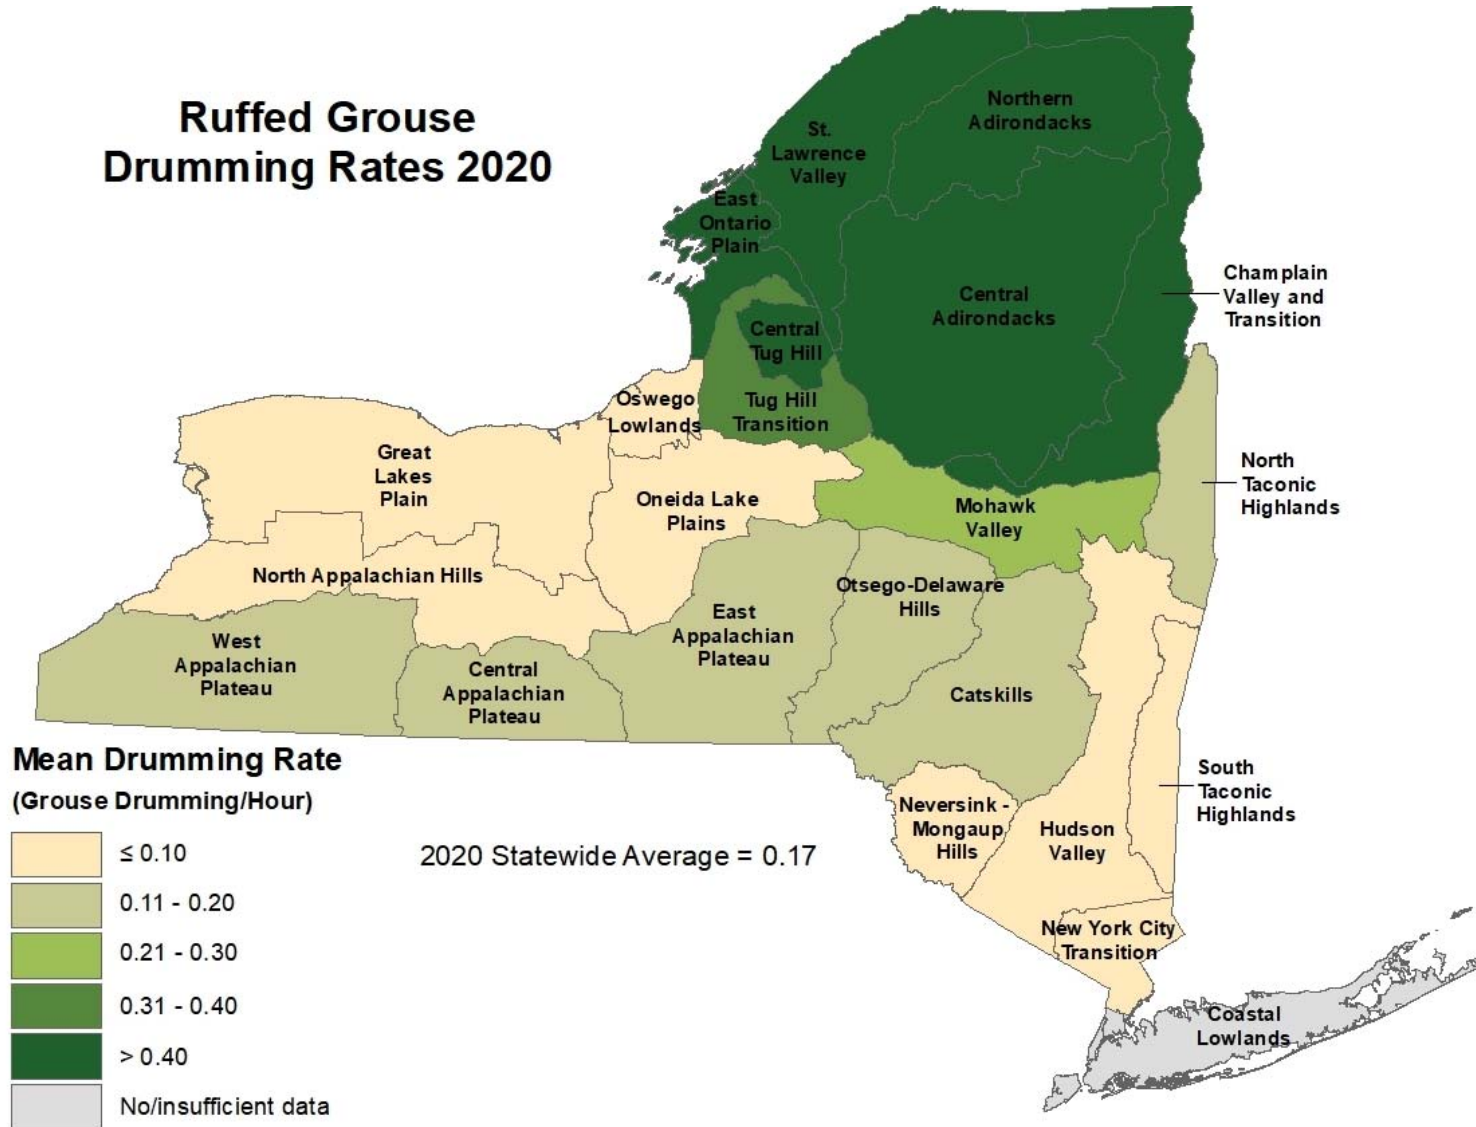 Ruffed Grouse
Drumming Rates 2020
Northern
Adirondacks
St.
Lawrence
Valley
East
Ontario
Plain
Champlain
Valley and
Transition
Central
Adirondacks
Central
Tug Hill
Oswego
Lowlands
Tug Hill
Transition
Great
Lakes
Plain
North
Taconic
Highlands
Oneida Lake
Plains
Mohawk
Valley
North Appalachian Hills
Otsego-Delaware
Hills
East
Appalachian
Plateau
West
Appalachian
Plateau
Central
Appalachian
Plateau
Catskills
South
Taconic
Highlands
Neversink -
Mongaup
Hills
Hudson
Valley
New York City
Transition
Coastal
Lowlands
Mean Drumming Rate
(Grouse Drumming/Hour)
≤ 0.10
0.11 - 0.20
0.21 - 0.30
0.31 - 0.40
> 0.40
No/insufficient data
2020 Statewide Average = 0.17